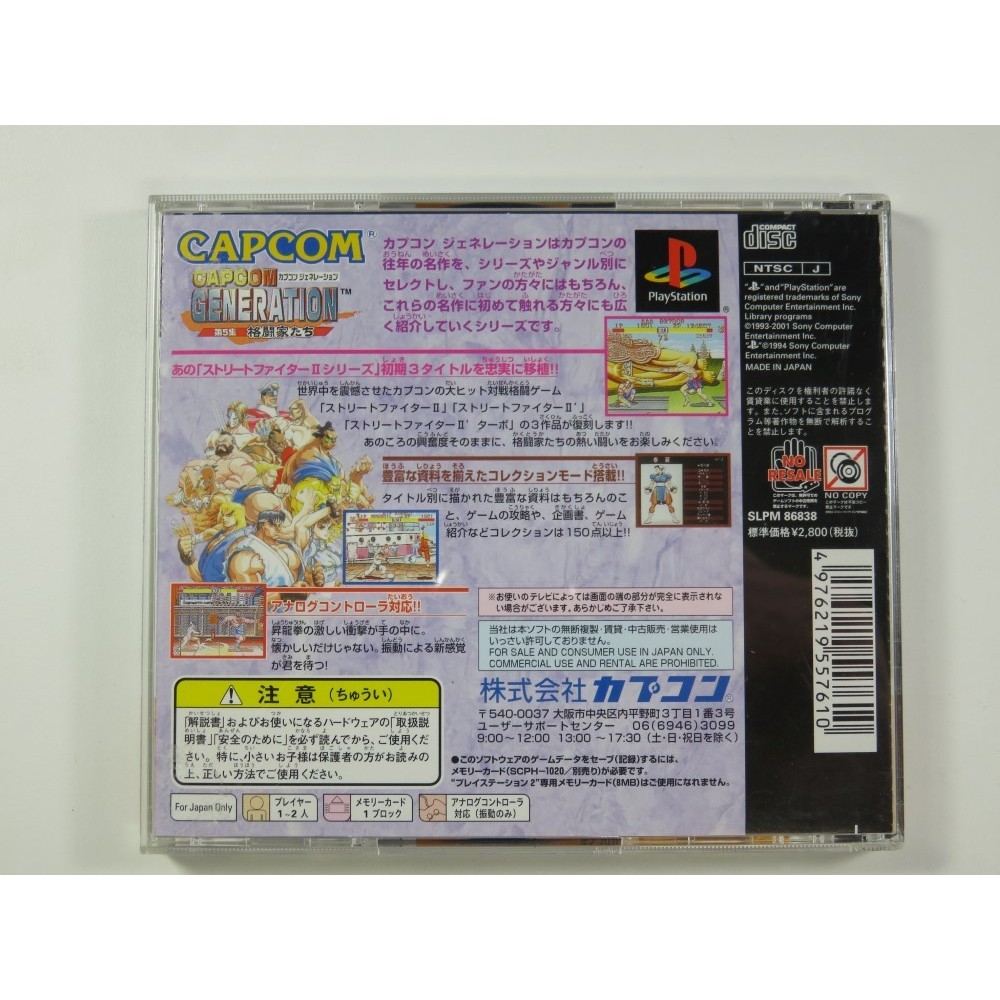 CAPCOM®
CAPCOM カプコン ジェネレーション
GENERATION™
第5集 格闘家たち
カプコン ジェネレーションはカプコンの
往年の名作を、シリーズやジャンル別に
セレクトし、ファンの方々にはもちろん、
これらの名作に初めて触れる方々にも広
く紹介していくシリーズです。
PlayStation
あの「ストリートファイターⅡシリーズ」初期3タイトルを忠実に移植!!
世界中を震撼させたカプコンの大ヒット対戦格闘ゲーム
「ストリートファイターⅡ」「ストリートファイターⅡ'」
「ストリートファイターⅡ' ターボ」の3作品が復刻します!!
あのころの興奮度そのままに、格闘家たちの熱い闘いをお楽しみください。
豊富な資料を揃えたコレクションモード搭載!!
タイトル別に描かれた豊富な資料はもちろんのこ
と、ゲームの攻略や、企画書、ゲーム
紹介などコレクションは150点以上!!
アナログコントローラ対応!!
昇龍拳の激しい衝撃が手の中に。
懐かしいだけじゃない。振動による新感覚
が君を待つ!
注 意 (ちゅうい)
「解説書」およびお使いになるハードウェアの「取扱説
明書」「安全のために」を必ず読んでから、ご使用くだ
さい。特に、小さいお子様は保護者の方がお読みの
上、正しい方法でご使用ください。
For Japan Only
プレイヤー
1~2人
メモリーカード
1ブロック
アナログコントローラ
対応(振動のみ)
※お使いのテレビによっては画面の端の部分が完全に表示されな
い場合がございます。あらかじめご了承下さい。
当社は本ソフトの無断複製・賃貸・中古販売・営業使用は
いっさい許可しておりません。
FOR SALE AND CONSUMER USE IN JAPAN ONLY.
COMMERCIAL USE AND RENTAL ARE PROHIBITED.
株式会社 カプコン®
〒540-0037 大阪市中央区内平野町3丁目1番3号
ユーザーサポートセンター 06(6946)3099
9:00~12:00 13:00~17:30(土・日・祝日を除く)
●このソフトウェアのゲームデータをセーブ(記録)するには、
メモリーカード(SCPH-1020/別売り)が必要です。
"プレイステーション 2"専用メモリーカード(8MB)はご使用になれません。
COMPACT
disc
NTSC J
" " and "PlayStation" are
registered trademarks of Sony
Computer Entertainment Inc.
Library programs
©1993-2001 Sony Computer
Entertainment Inc.
" " ©1994 Sony Computer
Entertainment Inc.
MADE IN JAPAN
このディスクを権利者の許諾なく
賃貸業に使用することを禁じま
す。また、ソフトに含まれるプログ
ラム等著作物を無断で解析するこ
とを禁じます。
NO
RESALE
NO COPY
SLPM 86838
標準価格¥2,800(税抜)
4 976219 557610